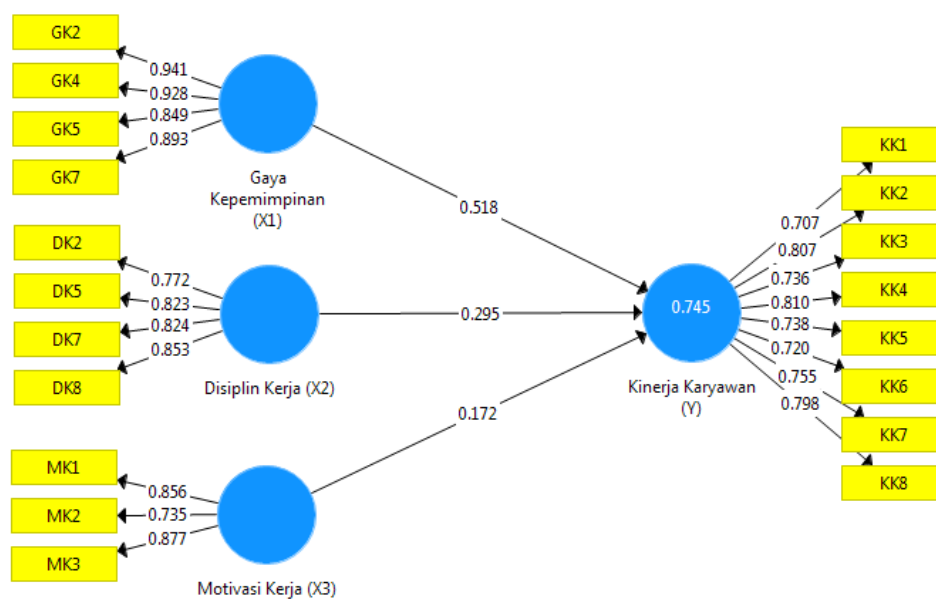 GK2
GK4
GK5
GK7
0.941
0.928
0.849
0.893
Gaya
Kepemimpinan
(X1)
0.518
DK2
DK5
DK7
DK8
0.772
0.823
0.824
0.853
Disiplin Kerja (X2)
0.295
MK1
MK2
MK3
0.856
0.735
0.877
Motivasi Kerja (X3)
0.172
0.745
Kinerja Karyawan
(Y)
0.707
0.807
0.736
0.810
0.738
0.720
0.755
0.798
KK1
KK2
KK3
KK4
KK5
KK6
KK7
KK8